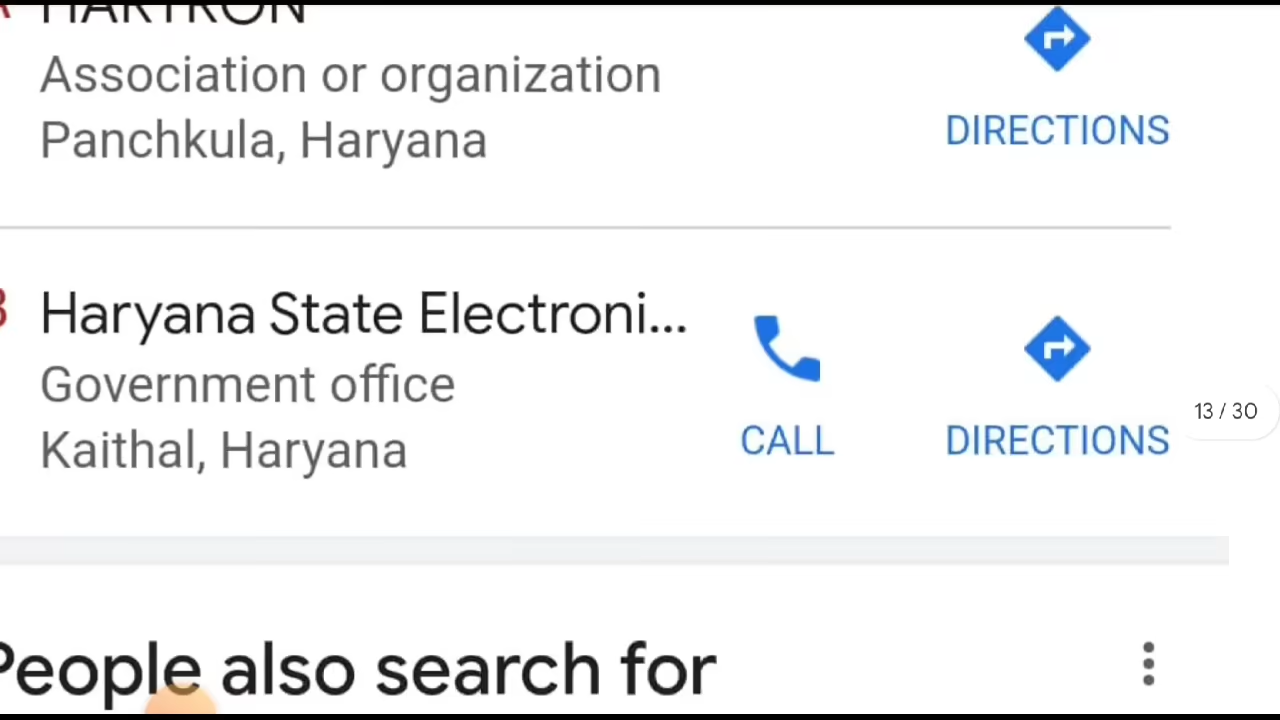 HARTRON
Association or organization
Panchkula, Haryana
DIRECTIONS
B Haryana State Electroni...
Government office
Kaithal, Haryana
CALL
DIRECTIONS
13 / 30
People also search for